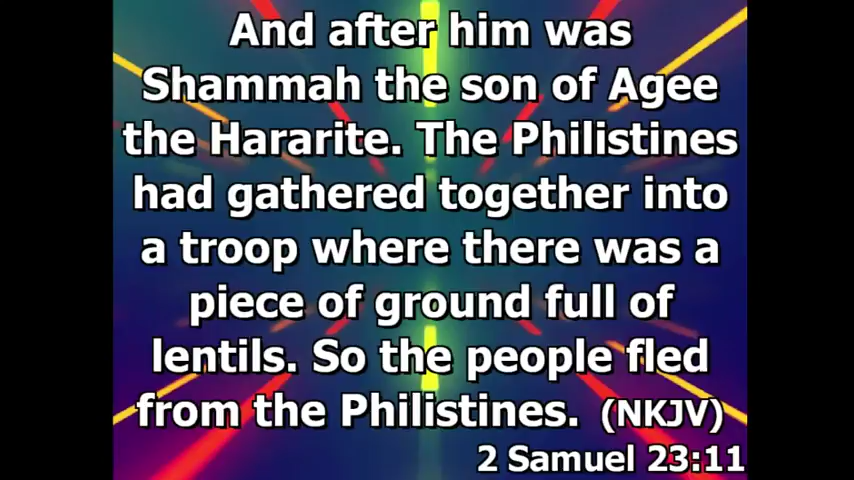 And after him was
Shammah the son of Agee
the Hararite. The Philistines
had gathered together into
a troop where there was a
piece of ground full of
lentils. So the people fled
from the Philistines. (NKJV)
2 Samuel 23:11